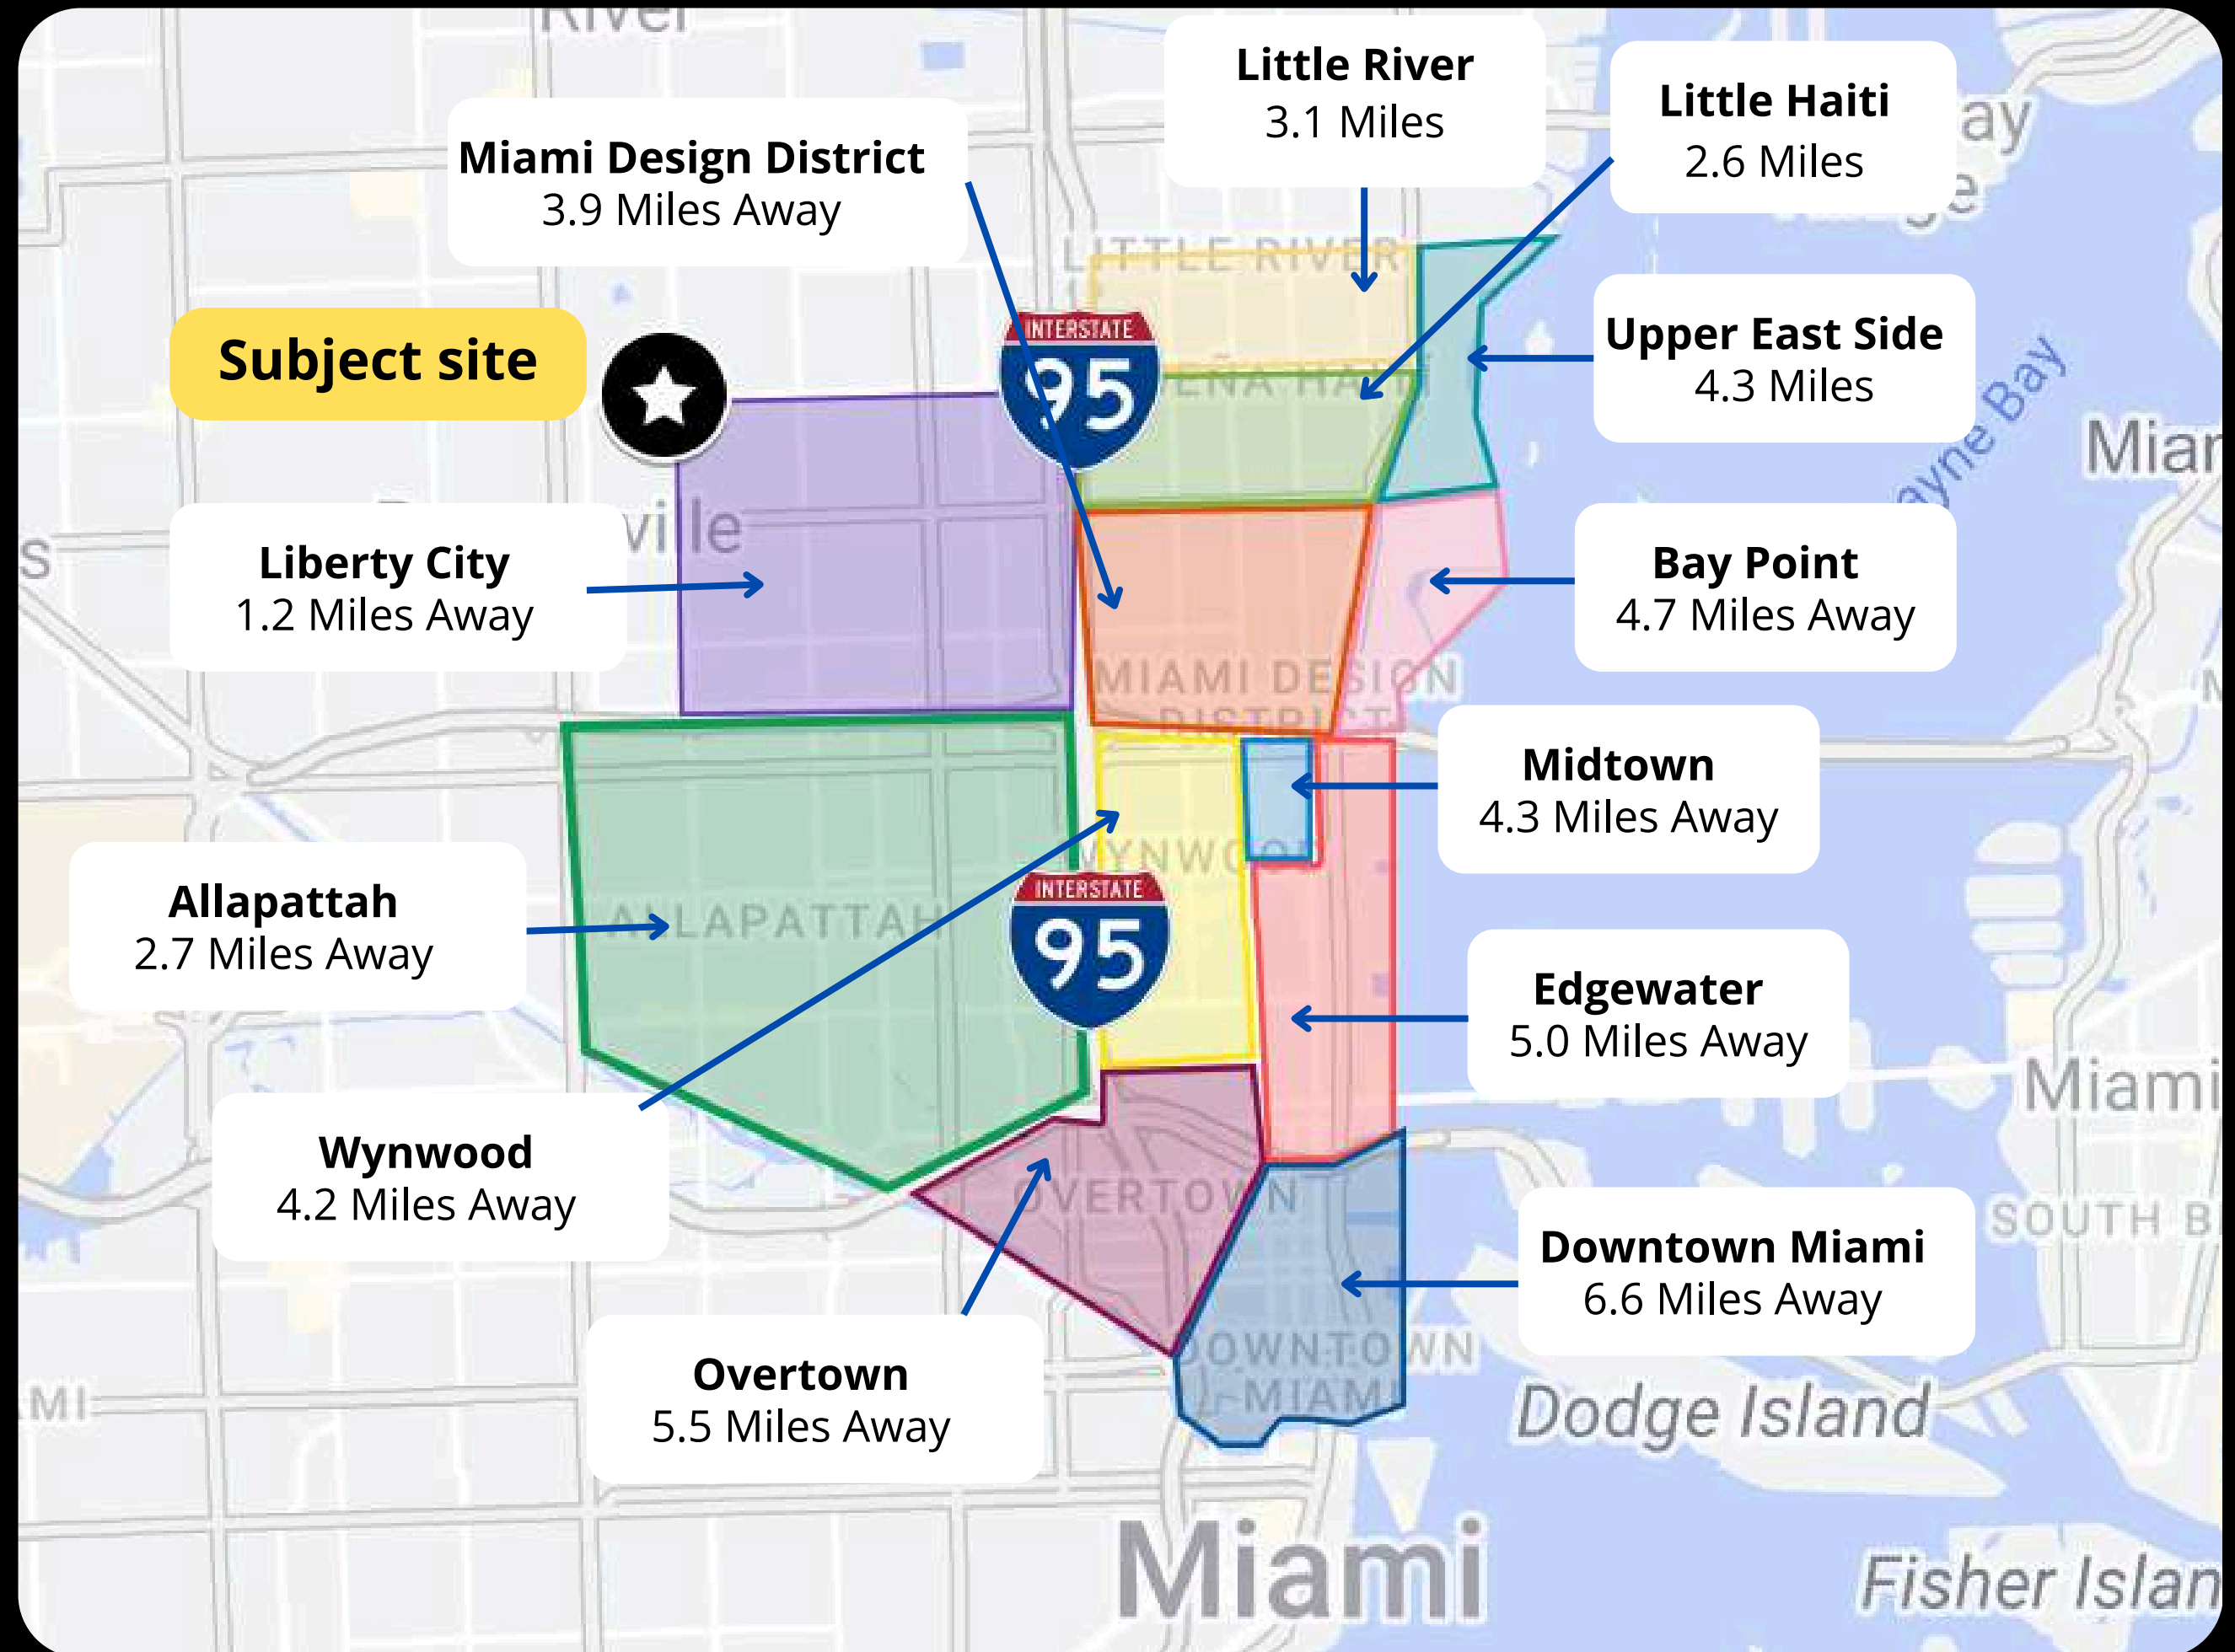 River
Little River
3.1 Miles
Little Haiti
2.6 Miles
Miami Design District
3.9 Miles Away
LITTLE RIVER
Subject site
INTERSTATE
95
Upper East Side
4.3 Miles
Liberty City
1.2 Miles Away
Bay Point
4.7 Miles Away
MIAMI DESIGN
DISTRICT
Midtown
4.3 Miles Away
WYNWOOD
Allapattah
2.7 Miles Away
ALLAPATTAH
INTERSTATE
95
Edgewater
5.0 Miles Away
Miami
Wynwood
4.2 Miles Away
OVERTOWN
SOUTH B
Downtown Miami
6.6 Miles Away
Overtown
5.5 Miles Away
DOWNTOWN
MIAMI
Dodge Island
Miami
Fisher Islan